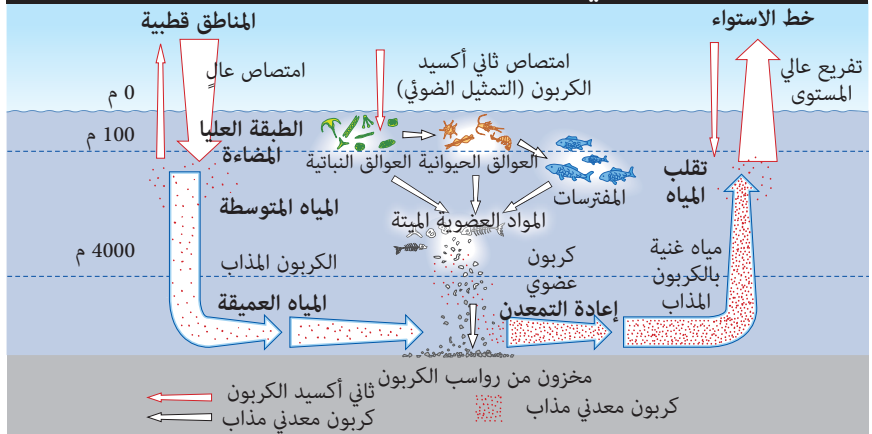 خط الاستواء
المناطق قطبية
تفريع عالي
المستوى
امتصاص ثاني أكسيد
الكربون (التمثيل الضوئي)
امتصاص عالٍ
0 م
100 م
4000 م
الطبقة العليا
المضاءة
العوالق النباتية
العوالق الحيوانية
المفترسات
تقلب
المياه
المياه المتوسطة
المواد العضوية الميتة
الكربون المذاب
كربون
عضوي
مياه غنية
بالكربون
المذاب
المياه العميقة
إعادة التمعدن
مخزون من رواسب الكربون
ثاني أكسيد الكربون
كربون معدني مذاب
كربون معدني مذاب